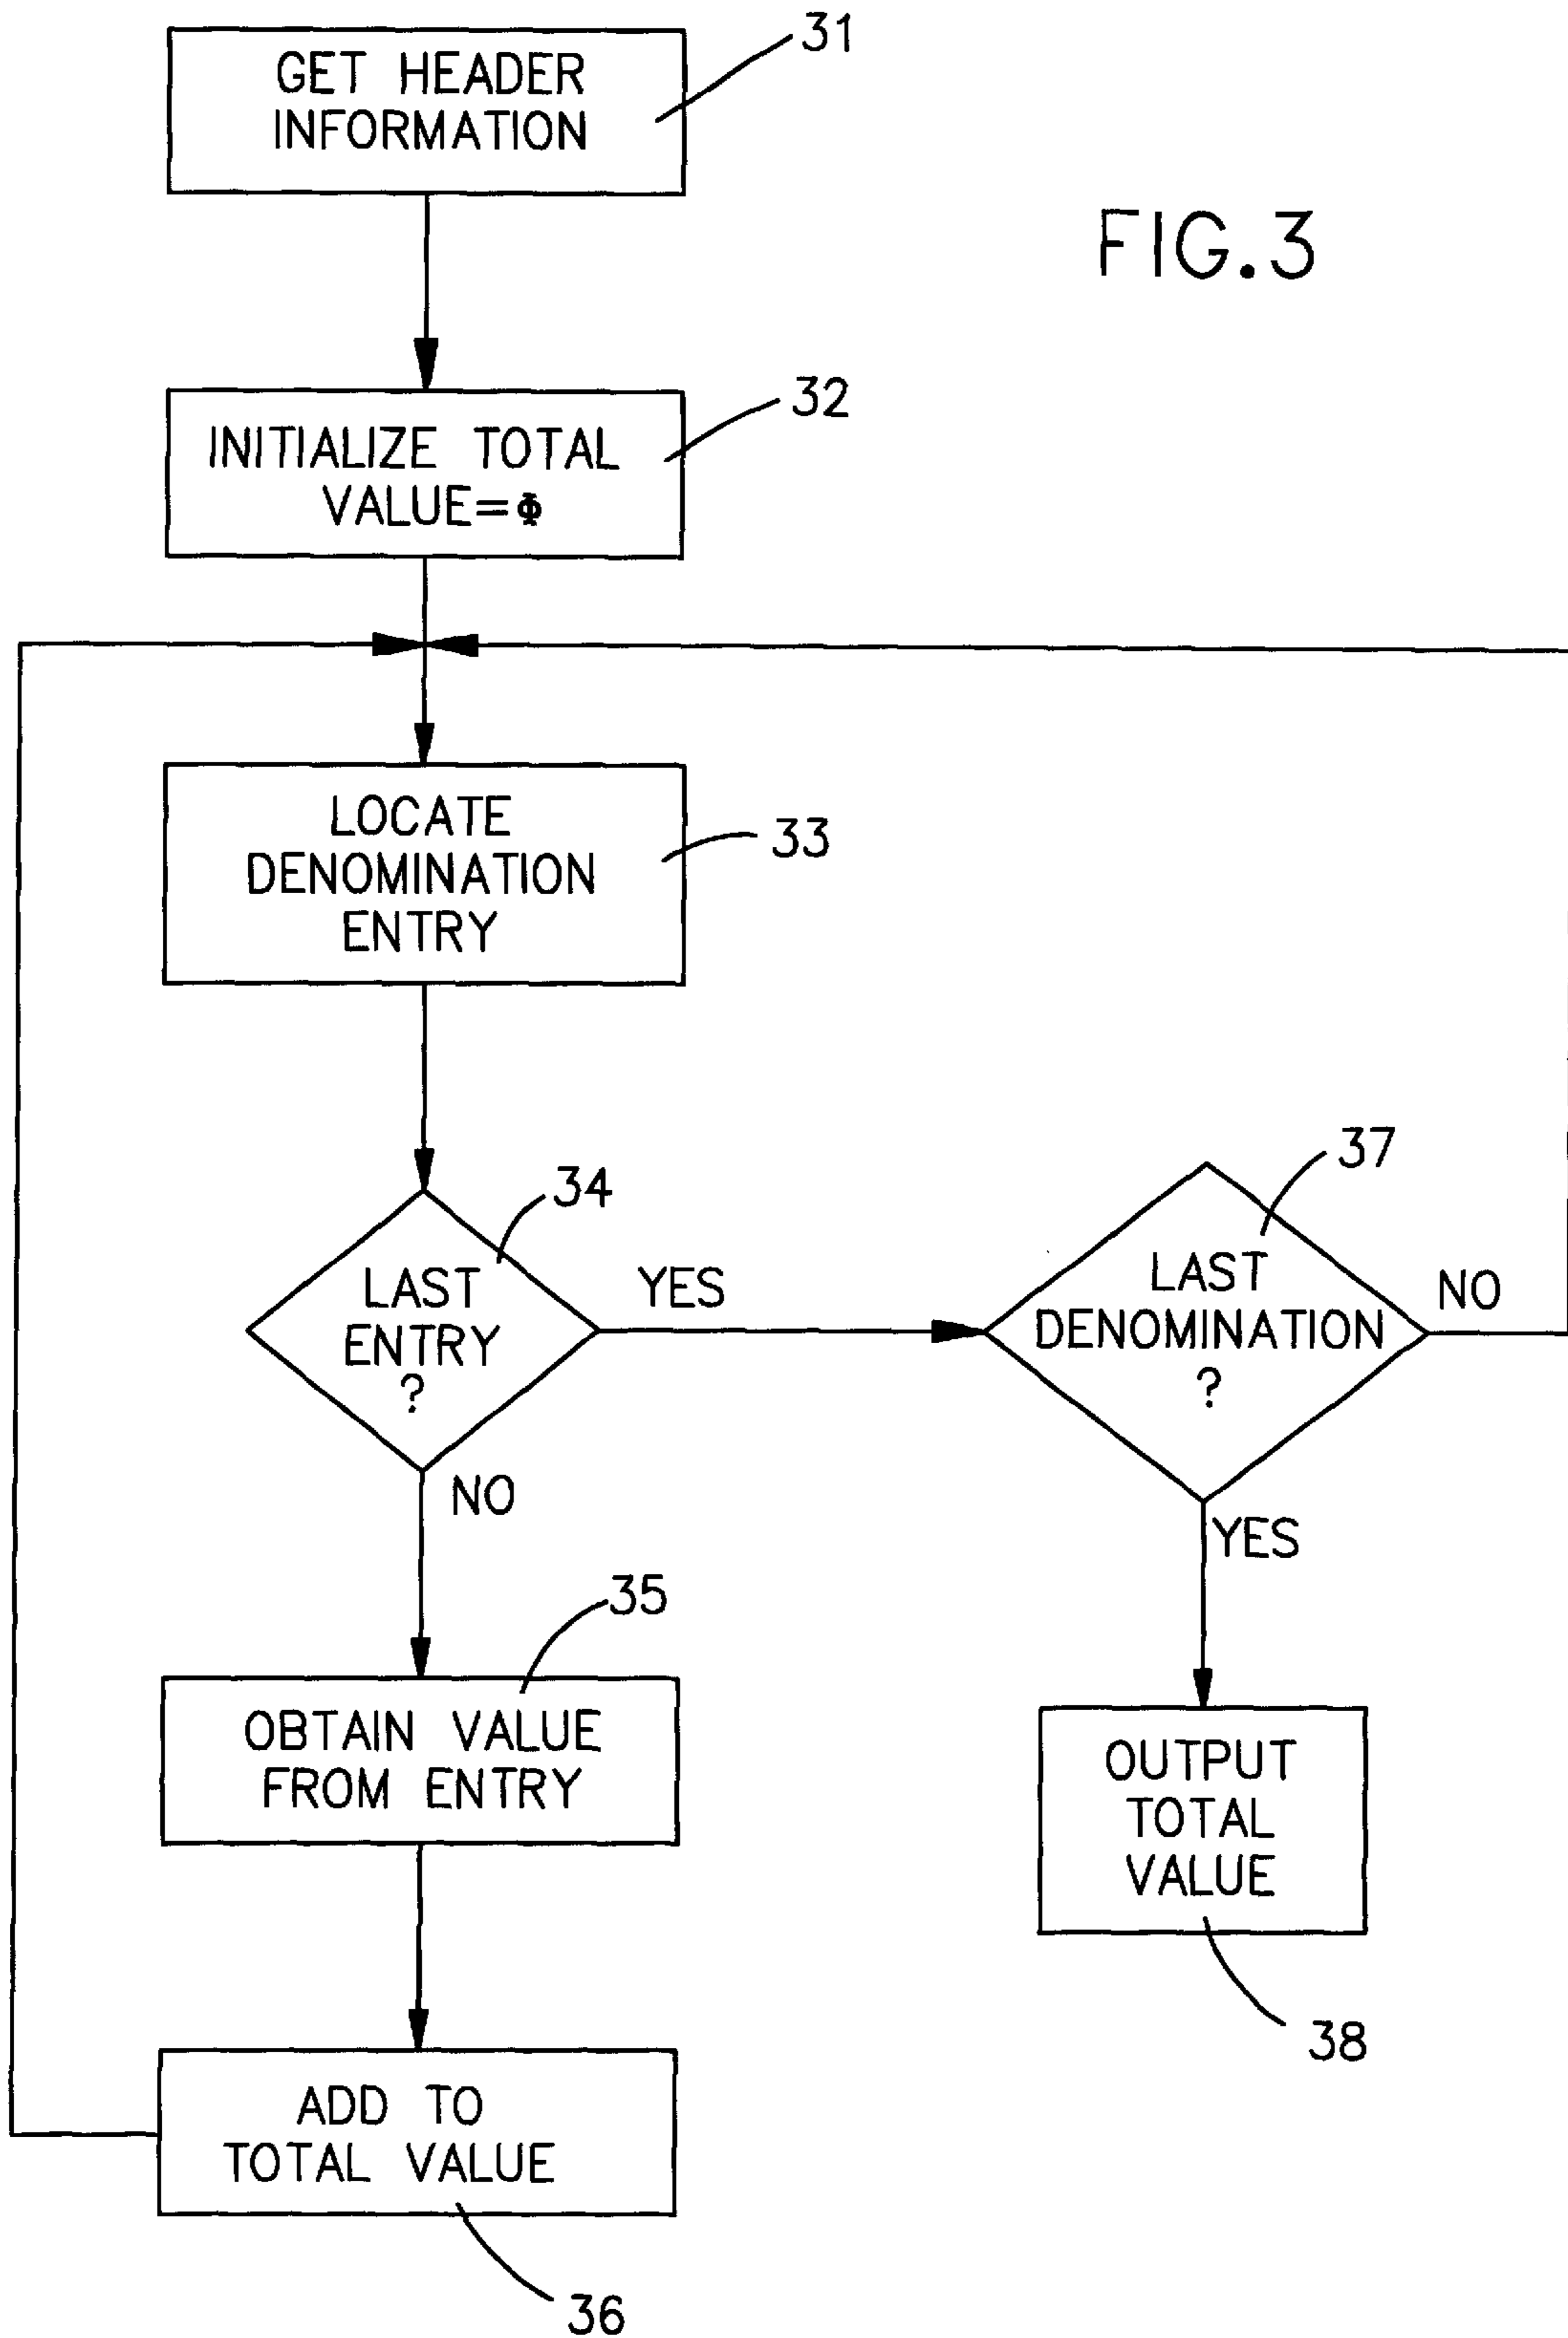 31
GET HEADER
INFORMATION
FIG.3
32
INITIALIZE TOTAL
VALUE=Φ
LOCATE
DENOMINATION
ENTRY
33
34
LAST
ENTRY
?
YES
NO
37
LAST
DENOMINATION
?
NO
YES
35
OBTAIN VALUE
FROM ENTRY
OUTPUT
TOTAL
VALUE
38
ADD TO
TOTAL VALUE
36